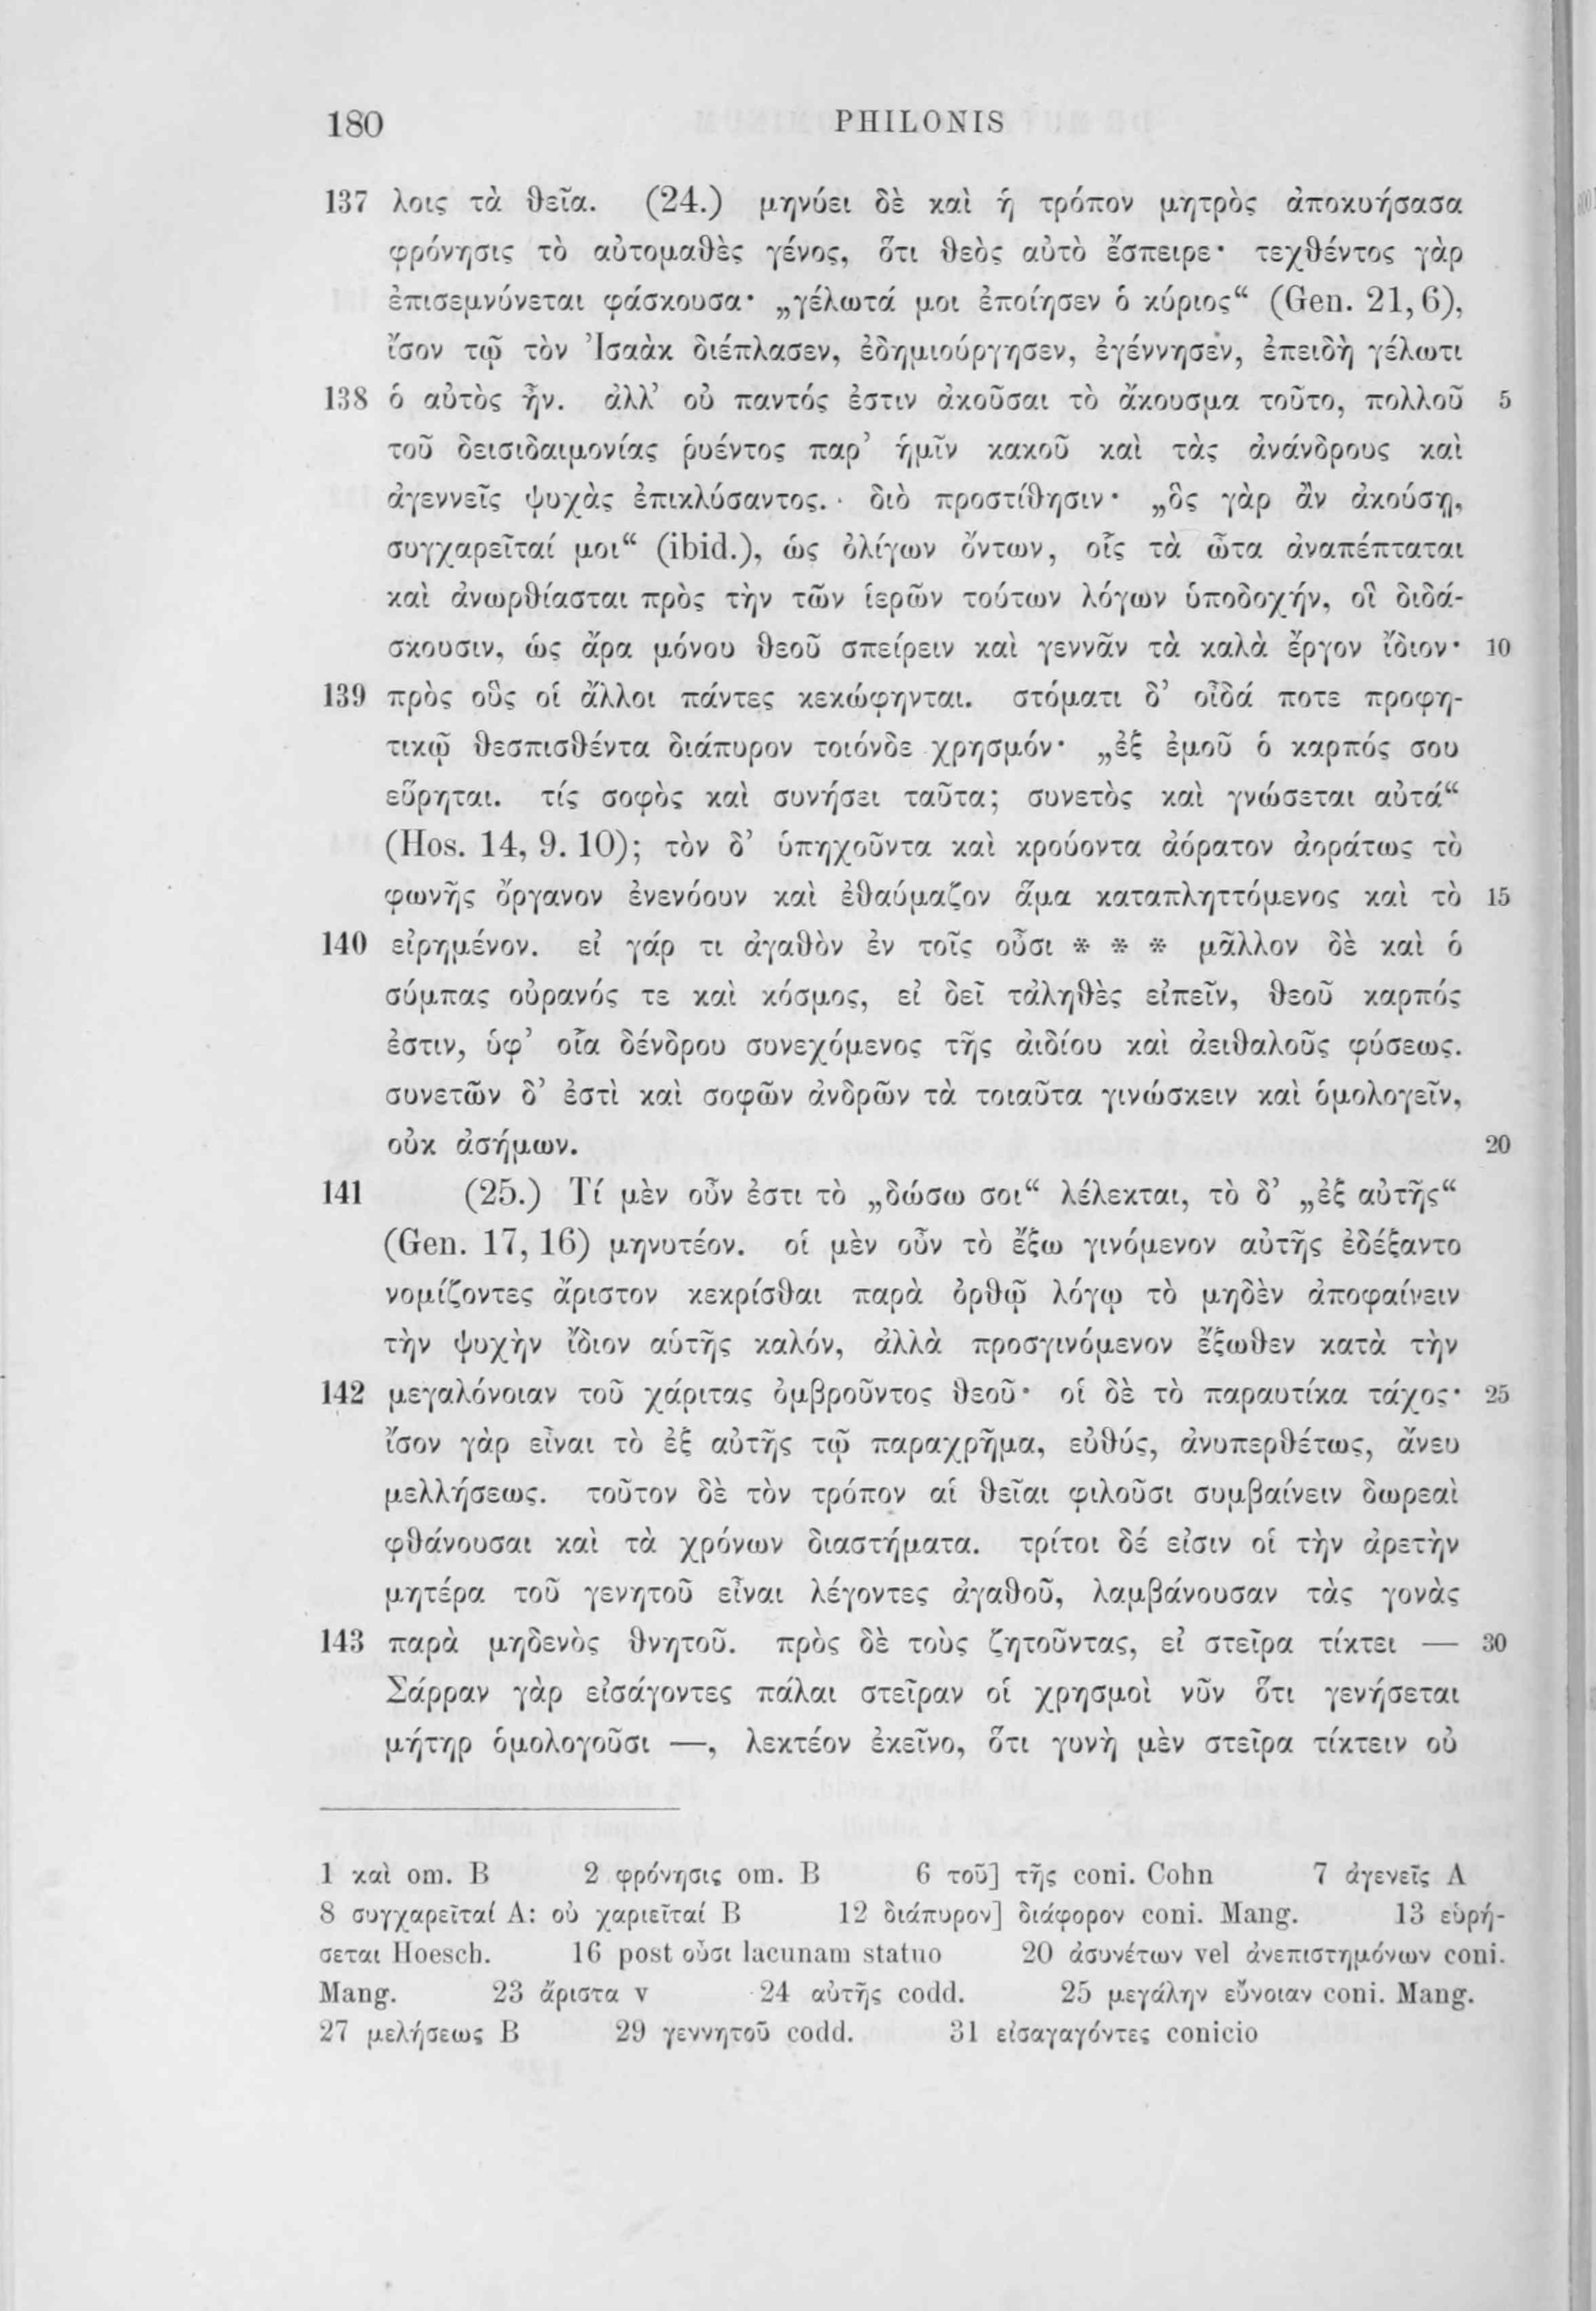 180 PHILONIS
137 λοις τὰ θεῖα. (24.) μηνύει δὲ καὶ ἡ τρόπον μητρὸς ἀποκυήσασα
φρόνησις τὸ αὐτομαθὲς γένος, ὅτι θεὸς αὐτὸ ἔσπειρε· τεχθέντος γὰρ
ἐπισεμνύνεται φάσκουσα· „γέλωτά μοι ἐποίησεν ὁ κύριος“ (Gen. 21, 6),
ἴσον τῷ τὸν Ἰσαὰκ διέπλασεν, ἐδημιούργησεν, ἐγέννησεν, ἐπειδὴ γέλωτι
138 ὁ αὐτὸς ἦν. ἀλλ’ οὐ παντός ἐστιν ἀκοῦσαι τὸ ἄκουσμα τοῦτο, πολλοῦ 5
τοῦ δεισιδαιμονίας ῥυέντος παρ’ ἡμῖν κακοῦ καὶ τὰς ἀνάνδρους καὶ
ἀγεννεῖς ψυχὰς ἐπικλύσαντος. διὸ προστίθησιν· „ὃς γὰρ ἂν ἀκούσῃ,
συγχαρεῖταί μοι“ (ibid.), ὡς ὀλίγων ὄντων, οἷς τὰ ὦτα ἀναπέπταται
καὶ ἀνωρθίασται πρὸς τὴν τῶν ἱερῶν τούτων λόγων ὑποδοχήν, οἳ διδά-
σκουσιν, ὡς ἄρα μόνου θεοῦ σπείρειν καὶ γεννᾶν τὰ καλὰ ἔργον ἴδιον· 10
139 πρὸς οὓς οἱ ἄλλοι πάντες κεκώφηνται. στόματι δ’ οἶδά ποτε προφη-
τικῷ θεσπισθέντα διάπυρον τοιόνδε χρησμόν· „ἐξ ἐμοῦ ὁ καρπός σου
εὕρηται. τίς σοφὸς καὶ συνήσει ταῦτα; συνετὸς καὶ γνώσεται αὐτά“
(Hos. 14, 9. 10); τὸν δ’ ὑπηχοῦντα καὶ κρούοντα ἀόρατον ἀοράτως τὸ
φωνῆς ὄργανον ἐνενόουν καὶ ἐθαύμαζον ἅμα καταπληττόμενος καὶ τὸ 15
140 εἰρημένον. εἰ γάρ τι ἀγαθὸν ἐν τοῖς οὖσι * * * μᾶλλον δὲ καὶ ὁ
σύμπας οὐρανός τε καὶ κόσμος, εἰ δεῖ τἀληθὲς εἰπεῖν, θεοῦ καρπός
ἐστιν, ὑφ’ οἷα δένδρου συνεχόμενος τῆς ἀιδίου καὶ ἀειθαλοῦς φύσεως.
συνετῶν δ’ ἐστὶ καὶ σοφῶν ἀνδρῶν τὰ τοιαῦτα γινώσκειν καὶ ὁμολογεῖν,
οὐκ ἀσήμων. 20
141 (25.) Τί μὲν οὖν ἐστι τὸ „δώσω σοι“ λέλεκται, τὸ δ’ „ἐξ αὐτῆς“
(Gen. 17, 16) μηνυτέον. οἱ μὲν οὖν τὸ ἔξω γινόμενον αὐτῆς ἐδέξαντο
νομίζοντες ἄριστον κεκρίσθαι παρὰ ὀρθῷ λόγῳ τὸ μηδὲν ἀποφαίνειν
τὴν ψυχὴν ἴδιον αὑτῆς καλόν, ἀλλὰ προσγινόμενον ἔξωθεν κατὰ τὴν
142 μεγαλόνοιαν τοῦ χάριτας ὀμβροῦντος θεοῦ· οἱ δὲ τὸ παραυτίκα τάχος· 25
ἴσον γὰρ εἶναι τὸ ἐξ αὐτῆς τῷ παραχρῆμα, εὐθύς, ἀνυπερθέτως, ἄνευ
μελλήσεως. τοῦτον δὲ τὸν τρόπον αἱ θεῖαι φιλοῦσι συμβαίνειν δωρεαὶ
φθάνουσαι καὶ τὰ χρόνων διαστήματα. τρίτοι δέ εἰσιν οἱ τὴν ἀρετὴν
μητέρα τοῦ γενητοῦ εἶναι λέγοντες ἀγαθοῦ, λαμβάνουσαν τὰς γονὰς
143 παρὰ μηδενὸς θνητοῦ. πρὸς δὲ τοὺς ζητοῦντας, εἰ στεῖρα τίκτει — 30
Σάρραν γὰρ εἰσάγοντες πάλαι στεῖραν οἱ χρησμοὶ νῦν ὅτι γενήσεται
μήτηρ ὁμολογοῦσι —, λεκτέον ἐκεῖνο, ὅτι γυνὴ μὲν στεῖρα τίκτειν οὐ
1 καὶ om. B 2 φρόνησις om. B 6 τοῦ] τῆς coni. Cohn 7 ἀγενεῖς A
8 συγχαρεῖταί A: οὐ χαριεῖταί B 12 διάπυρον] διάφορον coni. Mang. 13 εὑρή-
σεται Hoesch. 16 post οὖσι lacunam statuo 20 ἀσυνέτων vel ἀνεπιστημόνων coni.
Mang. 23 ἄριστα v 24 αὐτῆς codd. 25 μεγάλην εὔνοιαν coni. Mang.
27 μελήσεως B 29 γεννητοῦ codd. 31 εἰσαγαγόντες conicio